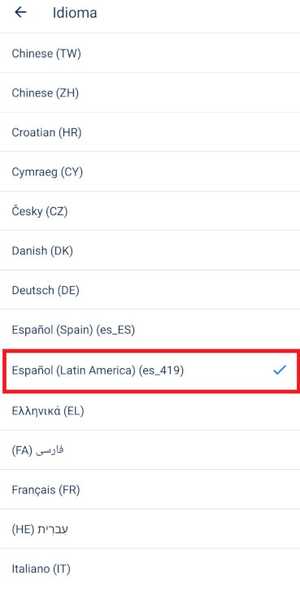 Idioma
Chinese (TW)
Chinese (ZH)
Croatian (HR)
Cymraeg (CY)
Česky (CZ)
Danish (DK)
Deutsch (DE)
Español (Spain) (es_ES)
Español (Latin America) (es_419)
Ελληνικά (EL)
(FA) فارسی
Français (FR)
(HE) עברית
Italiano (IT)